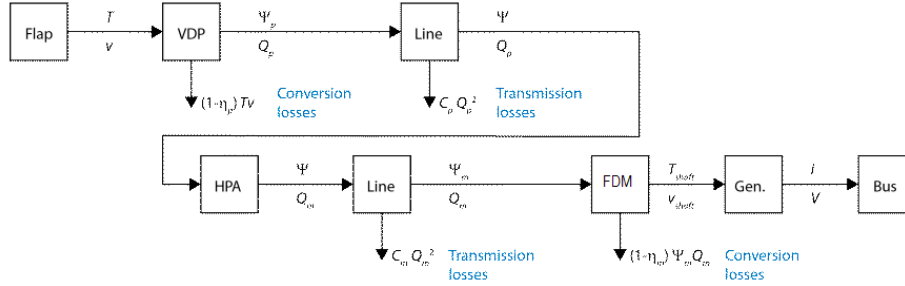 T Ψp Ψ
Flap VDP Line
v Qp Qp
(1-ηp) Tv Conversion losses
Cp Qp² Transmission losses
Ψ Ψm Tshaft i
HPA Line FDM Gen. Bus
Qm Qm vshaft V
Cm Qm² Transmission losses
(1-ηm) Ψm Qm Conversion losses